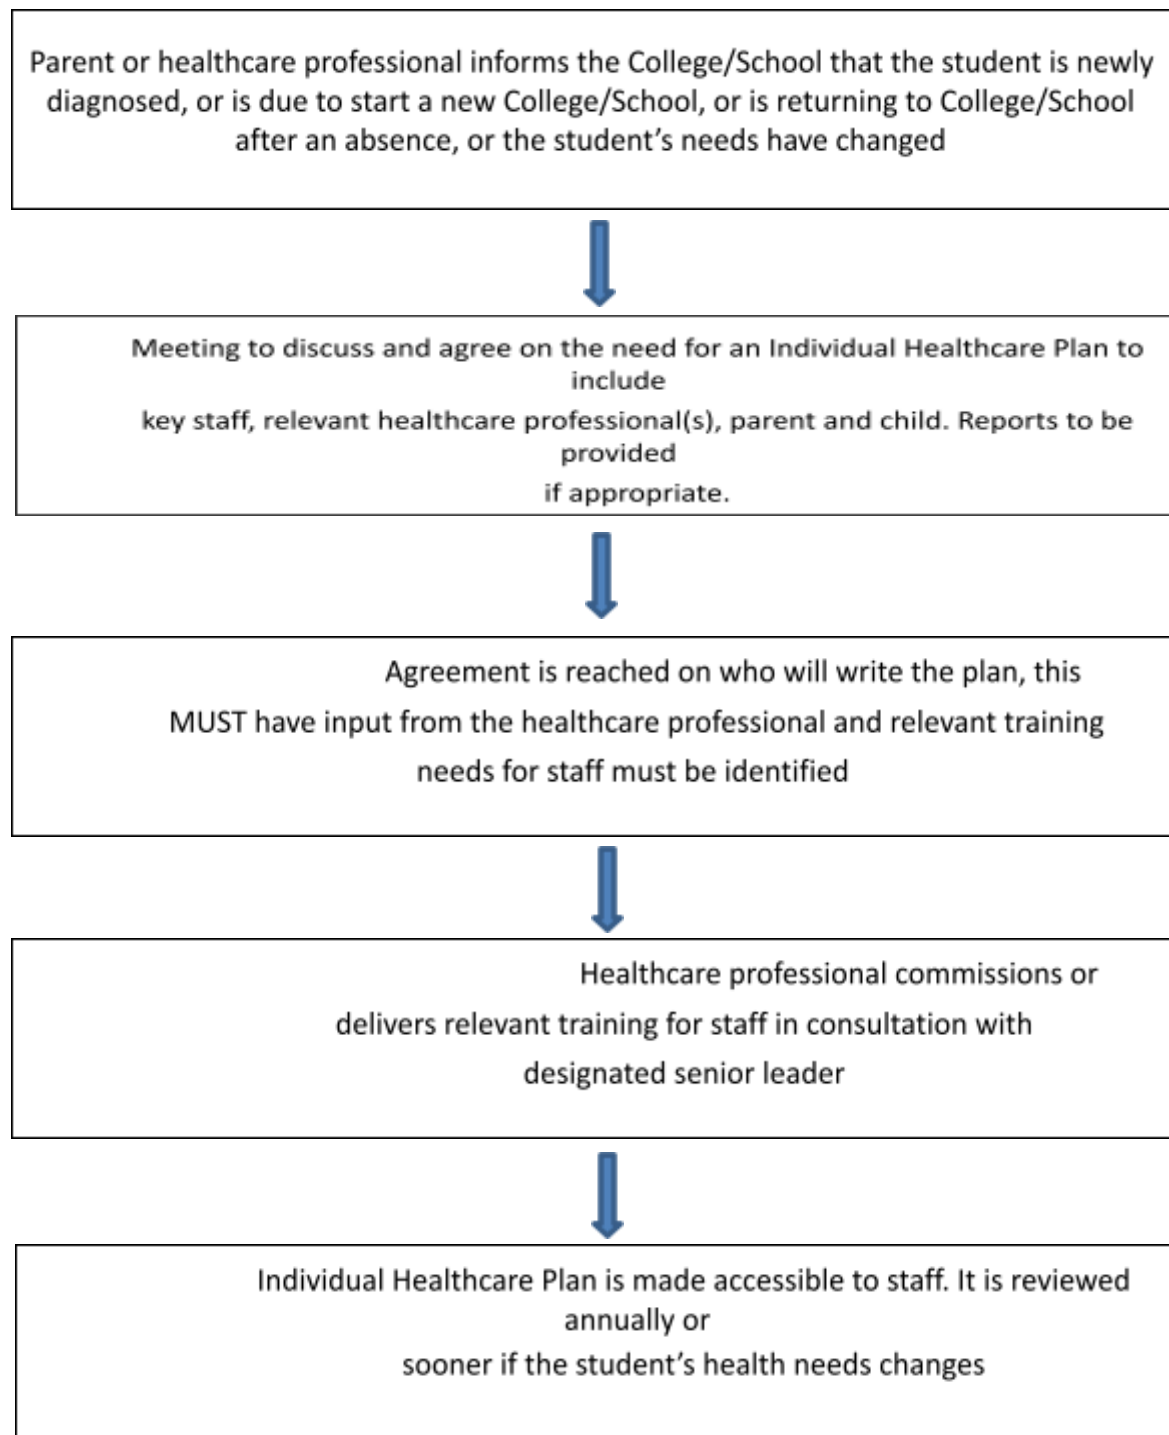 Parent or healthcare professional informs the College/School that the student is newly
diagnosed, or is due to start a new College/School, or is returning to College/School
after an absence, or the student’s needs have changed
Meeting to discuss and agree on the need for an Individual Healthcare Plan to
include
key staff, relevant healthcare professional(s), parent and child. Reports to be
provided
if appropriate.
Agreement is reached on who will write the plan, this
MUST have input from the healthcare professional and relevant training
needs for staff must be identified
Healthcare professional commissions or
delivers relevant training for staff in consultation with
designated senior leader
Individual Healthcare Plan is made accessible to staff. It is reviewed
annually or
sooner if the student’s health needs changes